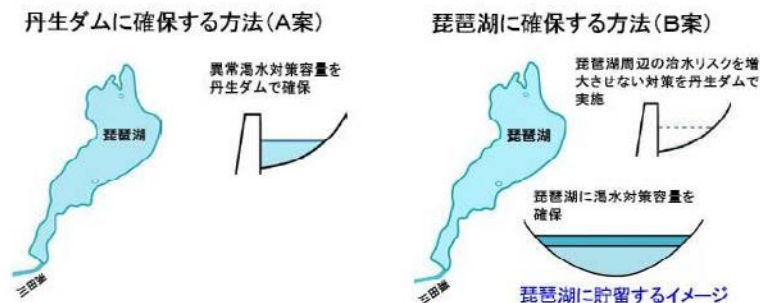 丹生ダムに確保する方法(A案)
異常渇水対策容量を
丹生ダムで確保
琵琶湖
瀬田川
琵琶湖に確保する方法(B案)
琵琶湖周辺の治水リスクを増
大させない対策を丹生ダムで
実施
琵琶湖
琵琶湖に渇水対策容量を
確保
瀬田川
琵琶湖に貯留するイメージ